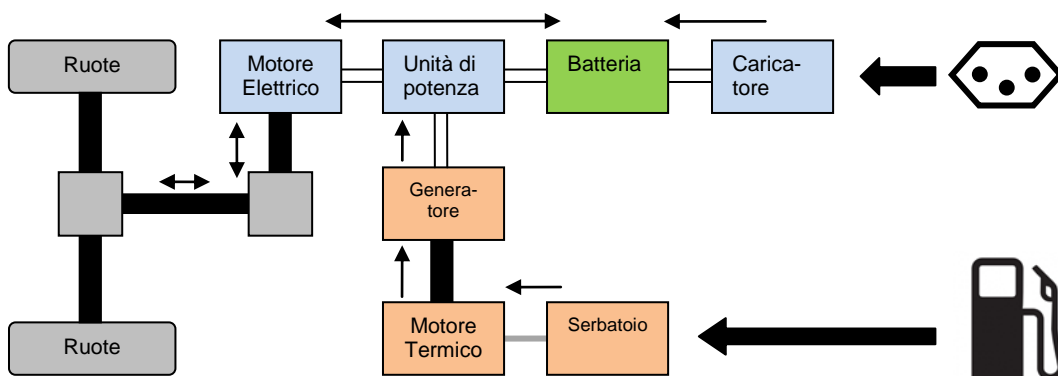 Ruote
Motore
Elettrico
Unità di
potenza
Batteria
Carica-
tore
Genera-
tore
Motore
Termico
Serbatoio
Ruote